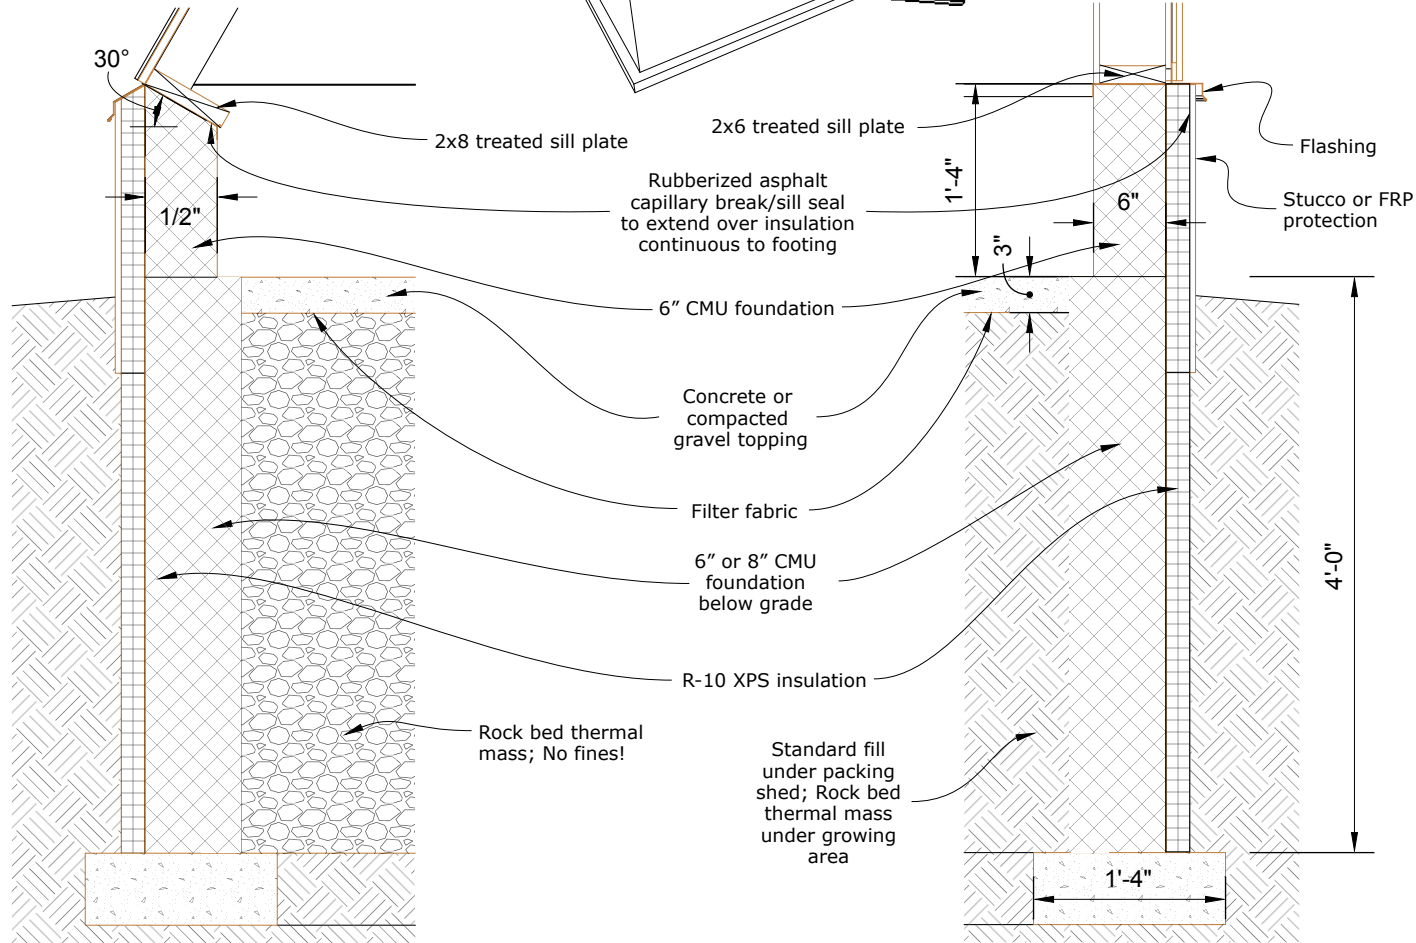 30°
2x8 treated sill plate
2x6 treated sill plate
Flashing
Rubberized asphalt
capillary break/sill seal
to extend over insulation
continuous to footing
1'-4"
Stucco or FRP
protection
1/2"
6"
3"
6” CMU foundation
Concrete or
compacted
gravel topping
Filter fabric
6” or 8” CMU
foundation
below grade
4'-0"
R-10 XPS insulation
Rock bed thermal
mass; No fines!
Standard fill
under packing
shed; Rock bed
thermal mass
under growing
area
1'-4"